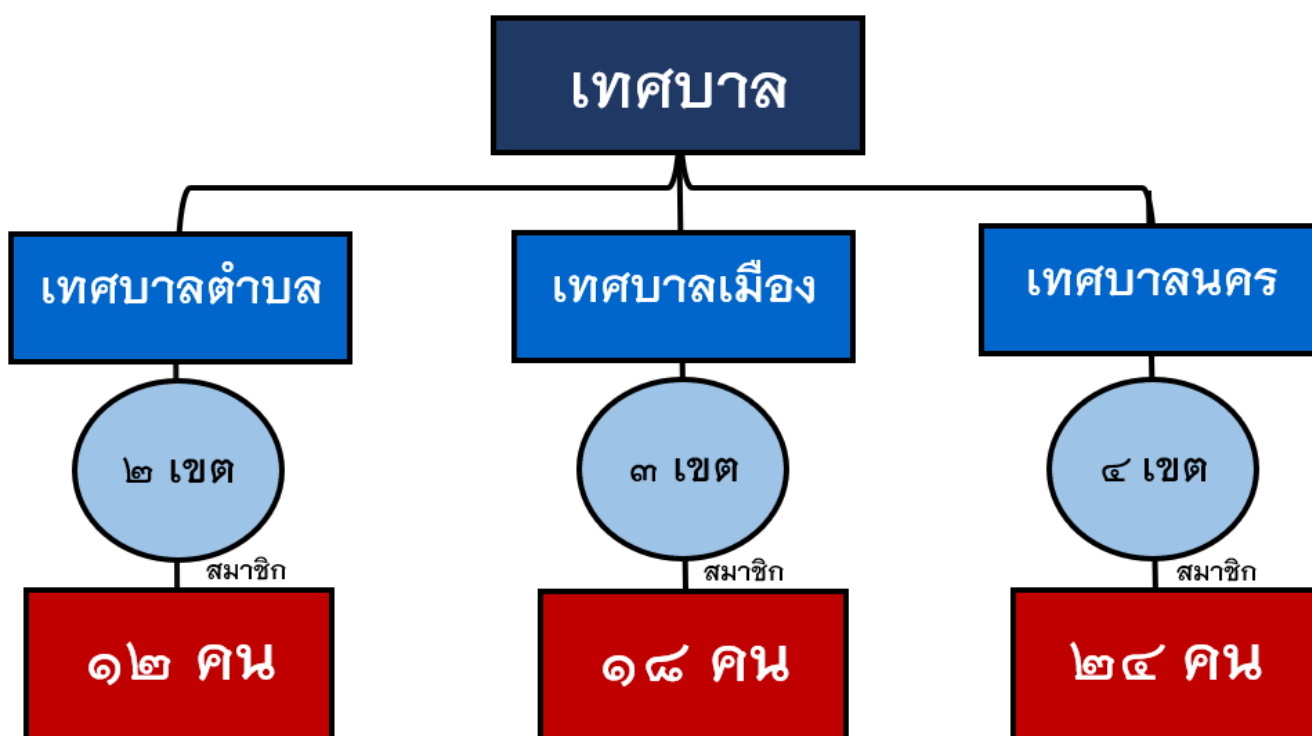 เทศบาล
เทศบาลตำบล
เทศบาลเมือง
เทศบาลนคร
๒ เขต
๓ เขต
๔ เขต
สมาชิก
สมาชิก
สมาชิก
๑๒ คน
๑๘ คน
๒๔ คน